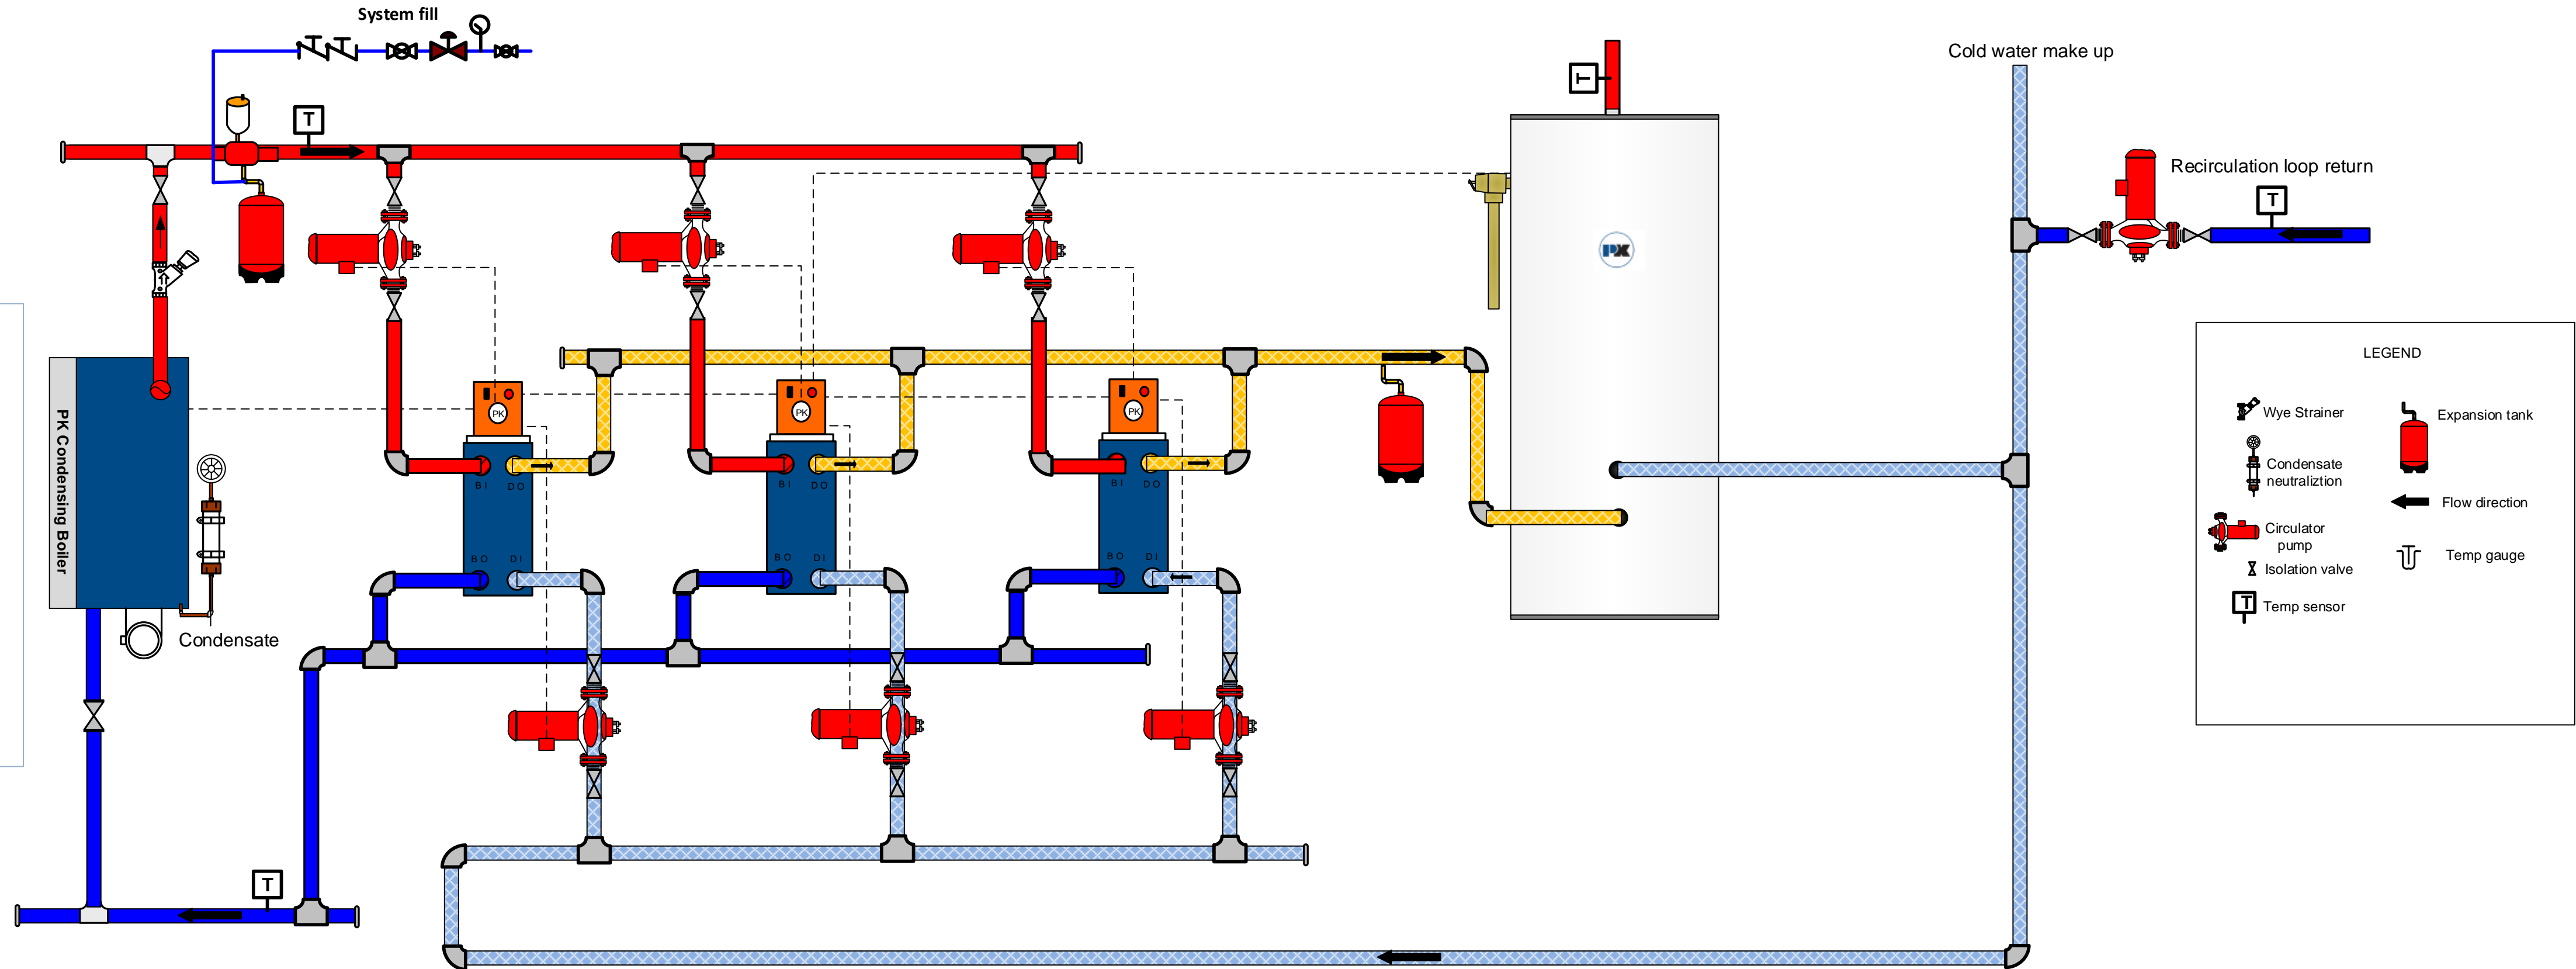 System fill
Cold water make up
T
T
Recirculation loop return
T
PK
PK
PK
PK
PK Condensing Boiler
BI DO
BI DO
BI DO
BO DI
BO DI
BO DI
Condensate
T
LEGEND
Wye Strainer
Expansion tank
Condensate
neutraliztion
Flow direction
Circulator
pump
Temp gauge
Isolation valve
T
Temp sensor